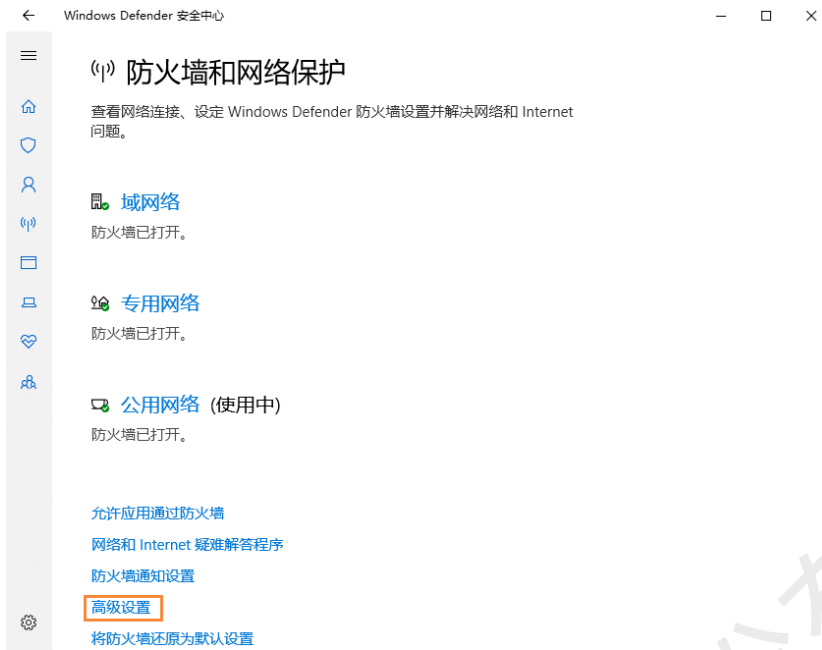 Windows Defender 安全中心
防火墙和网络保护
查看网络连接、设定 Windows Defender 防火墙设置并解决网络和 Internet
问题。
域网络
防火墙已打开。
专用网络
防火墙已打开。
公用网络 (使用中)
防火墙已打开。
允许应用通过防火墙
网络和 Internet 疑难解答程序
防火墙通知设置
高级设置
将防火墙还原为默认设置